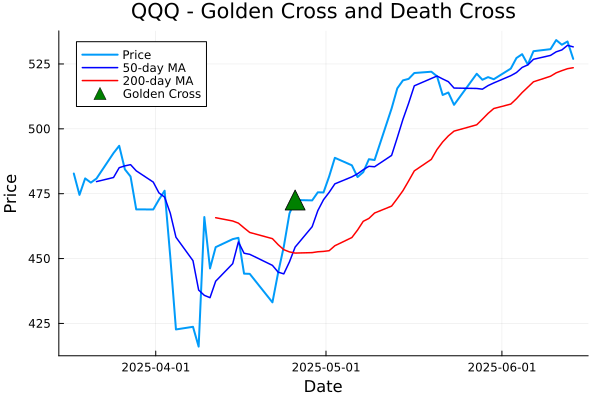 QQQ - Golden Cross and Death Cross
Price
50-day MA
200-day MA
Golden Cross
Price
525
500
475
450
425
2025-04-01
2025-05-01
2025-06-01
Date